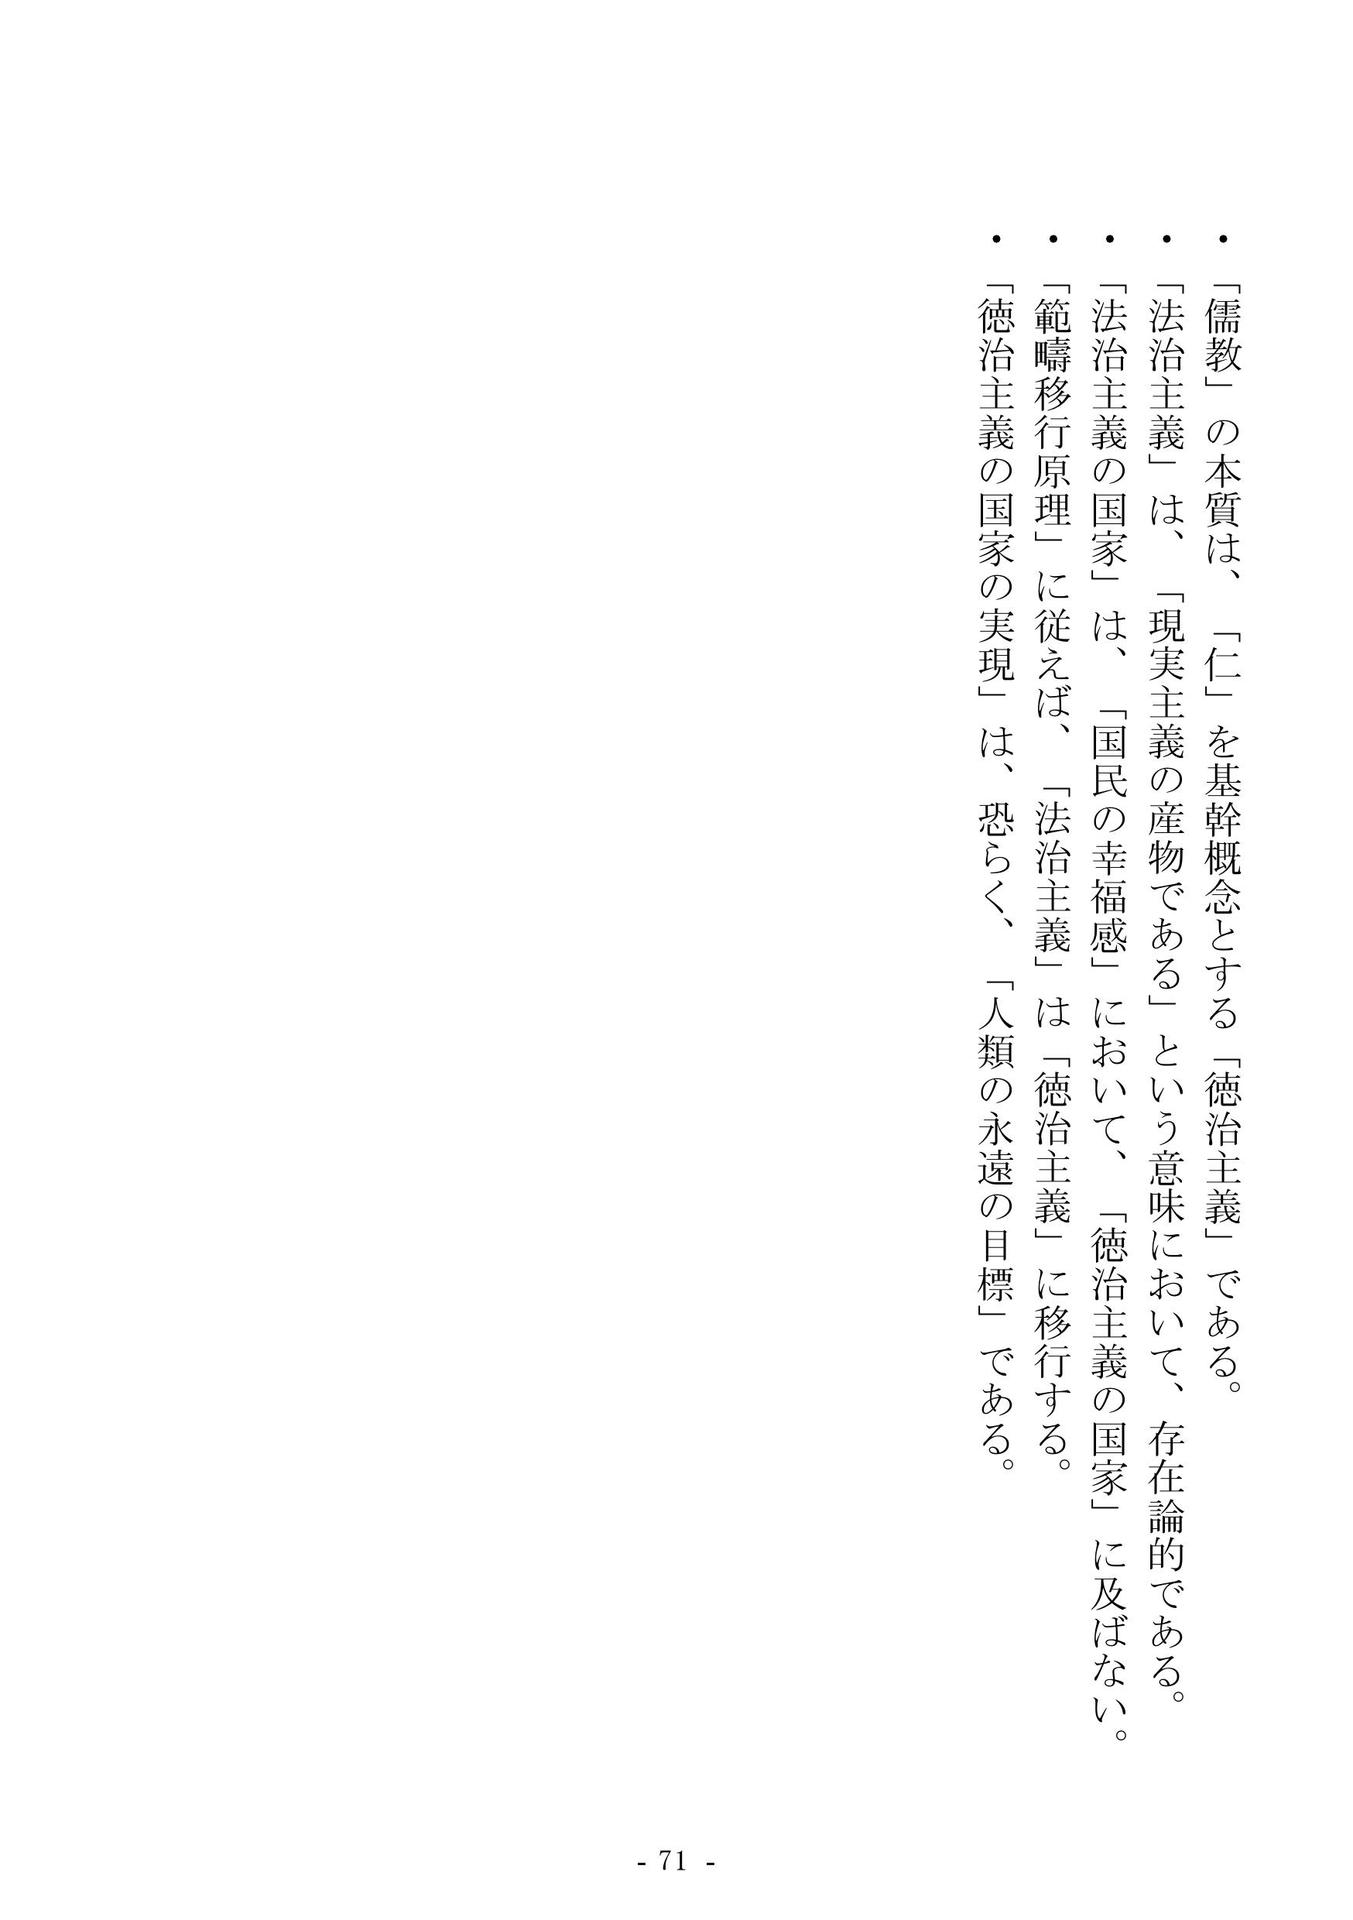 ・「儒教」の本質は、「仁」を基幹概念とする「徳治主義」である。
・「法治主義」は、「現実主義の産物である」という意味において、存在論的である。
・「法治主義の国家」は、「国民の幸福感」において、「徳治主義の国家」に及ばない。
・「範疇移行原理」に従えば、「法治主義」は「徳治主義」に移行する。
・「徳治主義の国家の実現」は、恐らく、「人類の永遠の目標」である。
- 71 -